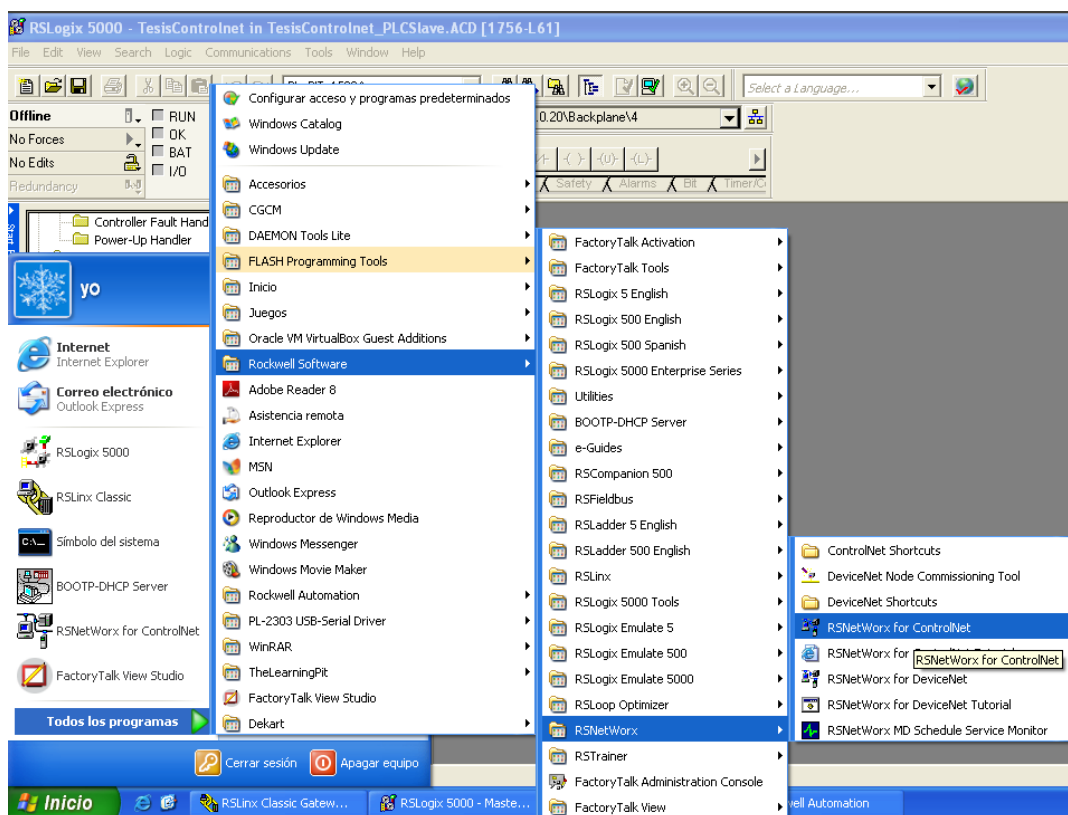 RSLogix 5000 - TesisControlnet in TesisControlnet_PLCSlave.ACD [1756-L61]
File Edit View Search Logic Communications Tools Window Help
Select a Language...
Offline
RUN
No Forces
OK
No Edits
BAT
Redundancy
I/O
.0.20\Backplane\4
Safety Alarms Bit
Controller Fault Hand
Power-Up Handler
yo
Internet
Internet Explorer
Correo electrónico
Outlook Express
RSLogix 5000
RSLinx Classic
Símbolo del sistema
BOOTP-DHCP Server
RSNetWorx for ControlNet
FactoryTalk View Studio
Todos los programas
Cerrar sesión
Apagar equipo
Configurar acceso y programas predeterminados
Windows Catalog
Windows Update
Accesorios
CGCM
DAEMON Tools Lite
FLASH Programming Tools
Inicio
Juegos
Oracle VM VirtualBox Guest Additions
Rockwell Software
Adobe Reader 8
Asistencia remota
Internet Explorer
MSN
Outlook Express
Reproductor de Windows Media
Windows Messenger
Windows Movie Maker
Rockwell Automation
PL-2303 USB-Serial Driver
WinRAR
TheLearningPit
FactoryTalk View Studio
Dekart
FactoryTalk Activation
FactoryTalk Tools
RSLogix 5 English
RSLogix 500 English
RSLogix 500 Spanish
RSLogix 5000 Enterprise Series
Utilities
BOOTP-DHCP Server
e-Guides
RSCompanion 500
RSFieldbus
RSLadder 5 English
RSLadder 500 English
RSLinx
RSLogix 5000 Tools
RSLogix Emulate 5
RSLogix Emulate 500
RSLogix Emulate 5000
RSLoop Optimizer
RSNetWorx
RSTrainer
FactoryTalk Administration Console
FactoryTalk View
ControlNet Shortcuts
DeviceNet Node Commissioning Tool
DeviceNet Shortcuts
RSNetWorx for ControlNet
RSNetWorx for
RSNetWorx for ControlNet
RSNetWorx for DeviceNet
RSNetWorx for DeviceNet Tutorial
RSNetWorx MD Schedule Service Monitor
Inicio
RSLinx Classic Gatew...
RSLogix 5000 - Maste...
well Automation